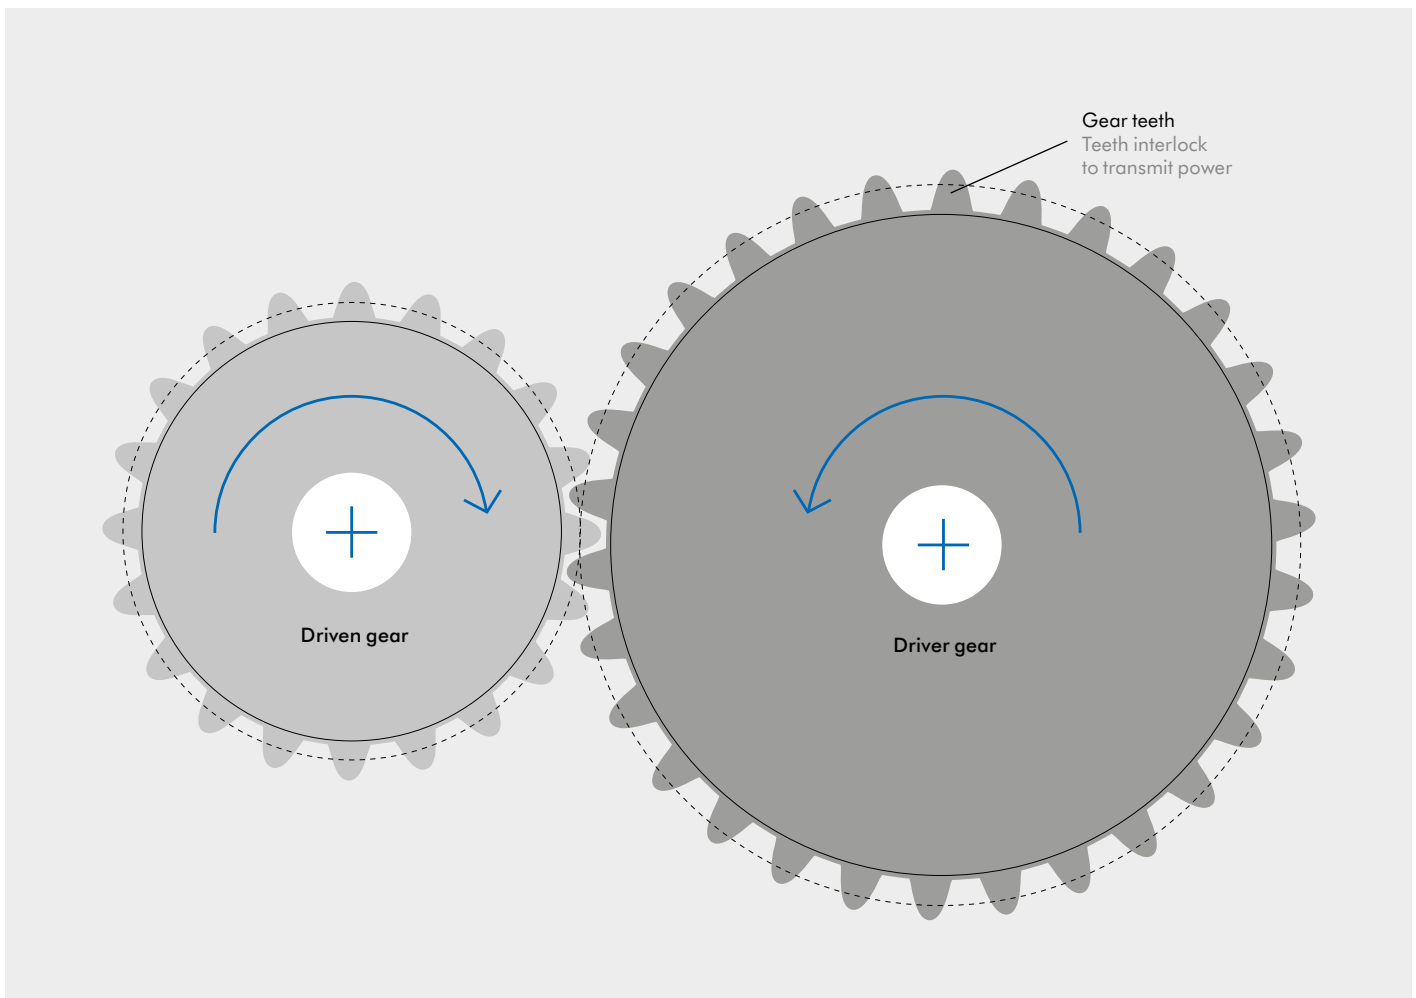 Gear teeth
Teeth interlock
to transmit power
Driven gear
Driver gear